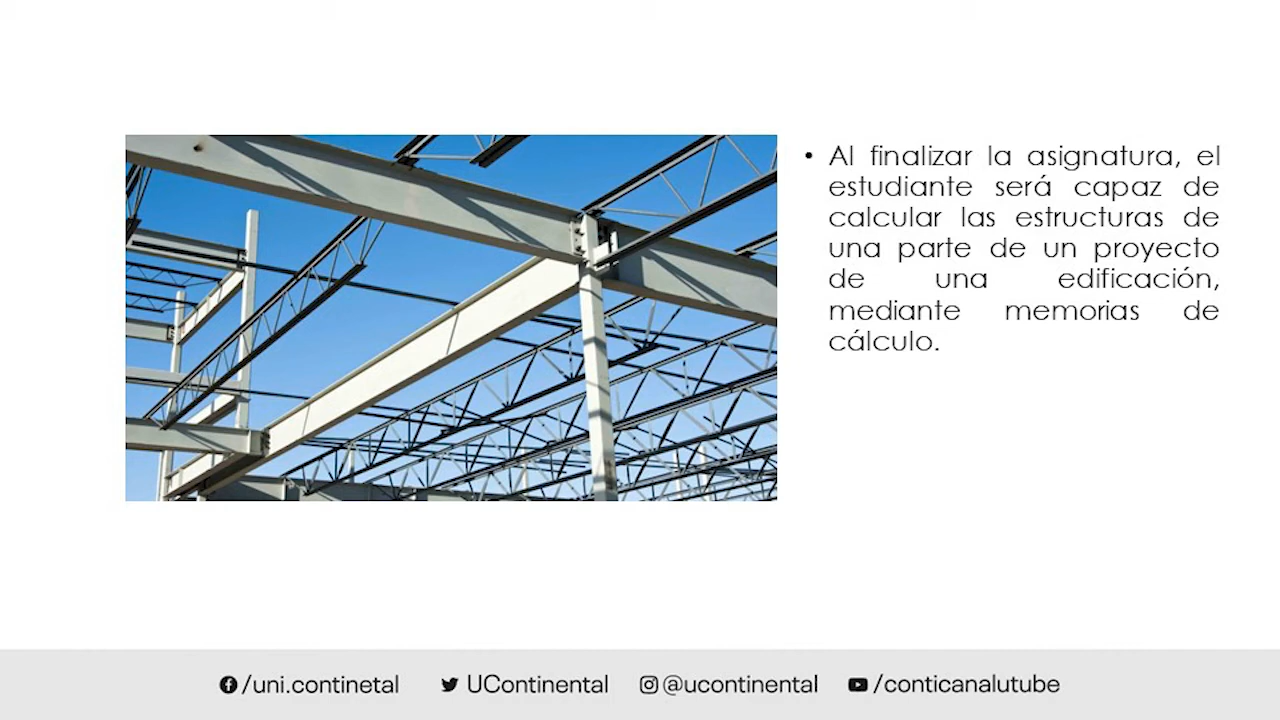 • Al finalizar la asignatura, el
estudiante será capaz de
calcular las estructuras de
una parte de un proyecto
de una edificación,
mediante memorias de
cálculo.
/uni.continetal UContinental @ucontinental /conticanalutube